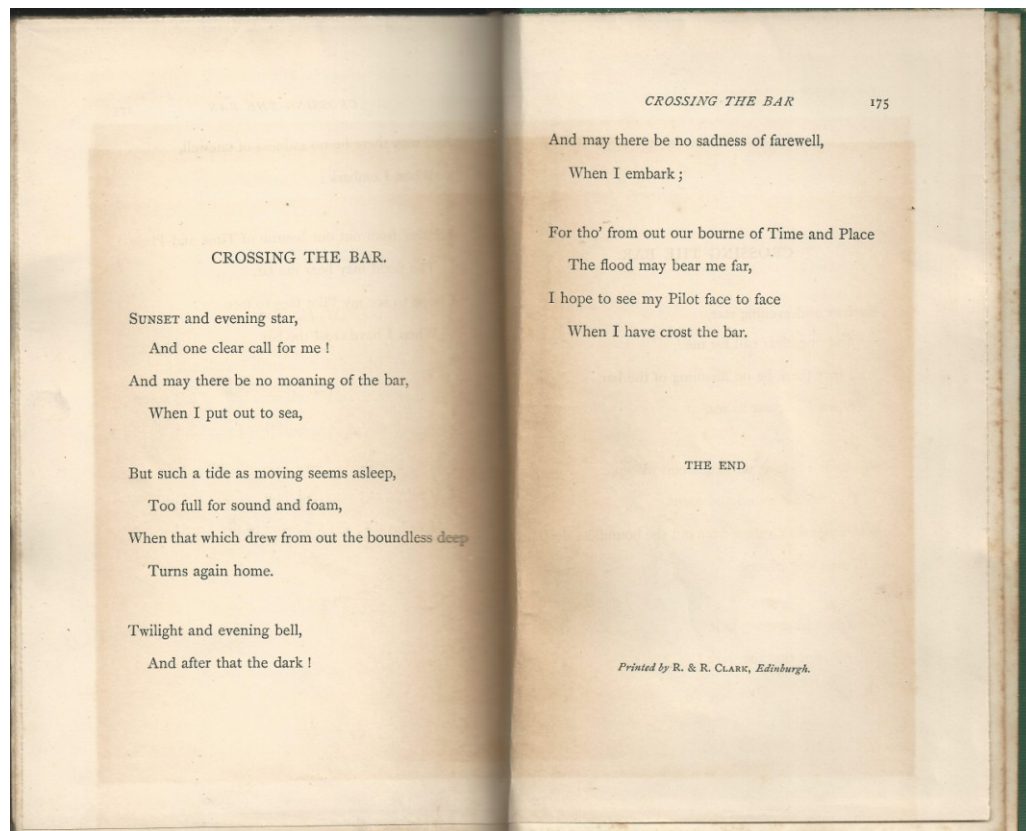 CROSSING THE BAR.
SUNSET and evening star,
And one clear call for me !
And may there be no moaning of the bar,
When I put out to sea,
But such a tide as moving seems asleep,
Too full for sound and foam,
When that which drew from out the boundless deep
Turns again home.
Twilight and evening bell,
And after that the dark !
CROSSING THE BAR 175
And may there be no sadness of farewell,
When I embark ;
For tho' from out our bourne of Time and Place
The flood may bear me far,
I hope to see my Pilot face to face
When I have crost the bar.
THE END
Printed by R. & R. CLARK, Edinburgh.